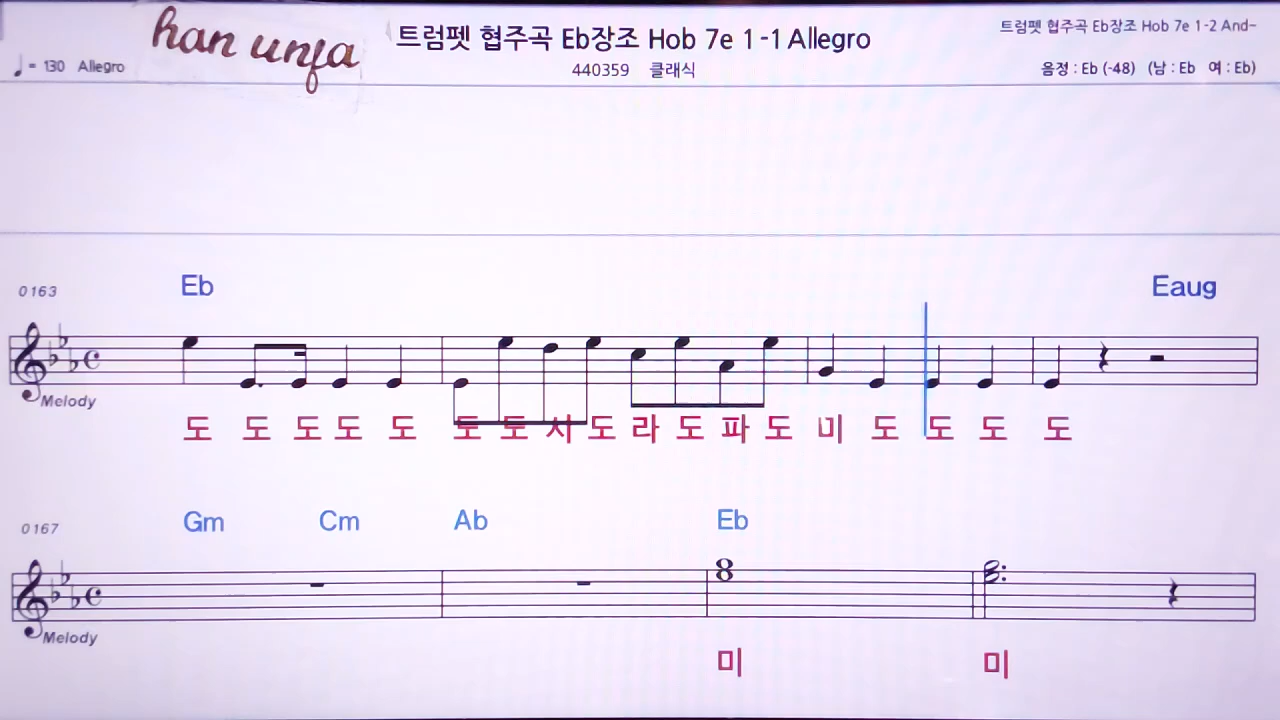 han unfa
트럼펫 협주곡 Eb장조 Hob 7e 1-1 Allegro
트럼펫 협주곡 Eb장조 Hob 7e 1-2 And~
♩ = 130 Allegro
440359 클래식
음정 : Eb (-48) (남 : Eb 여 : Eb)
Eb Eaug
0163
Melody
도 도 도 도 도 도 도 시 도 라 도 파 도 미 도 도 도 도
Gm Cm Ab Eb
0167
Melody
미 미